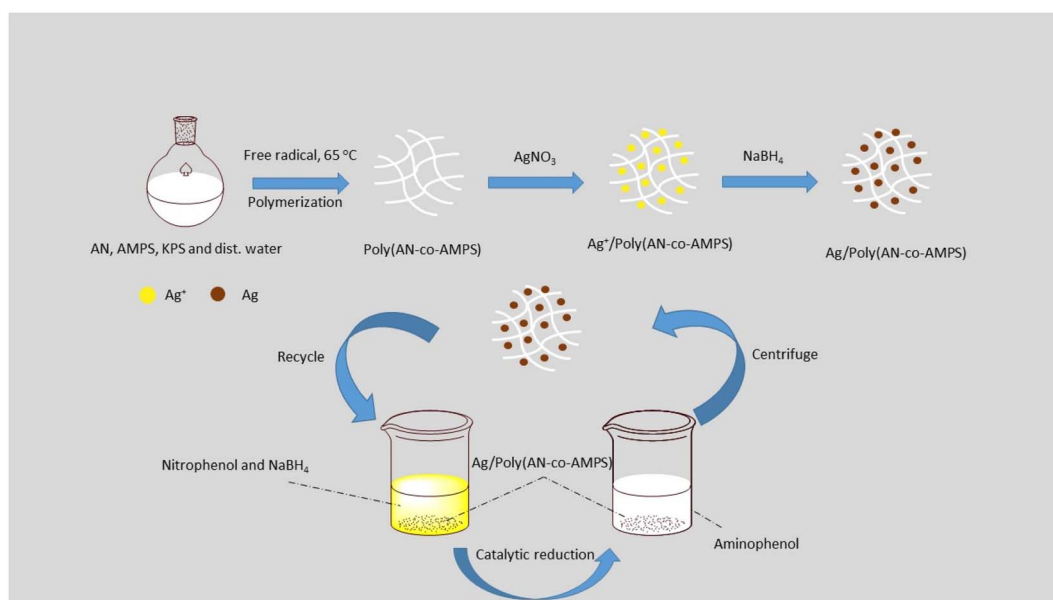 Free radical, 65 °C
Polymerization
AgNO₃
NaBH₄
AN, AMPS, KPS and dist. water
Poly(AN-co-AMPS)
Ag⁺/Poly(AN-co-AMPS)
Ag/Poly(AN-co-AMPS)
Ag⁺
Ag
Recycle
Centrifuge
Nitrophenol and NaBH₄
Ag/Poly(AN-co-AMPS)
Aminophenol
Catalytic reduction